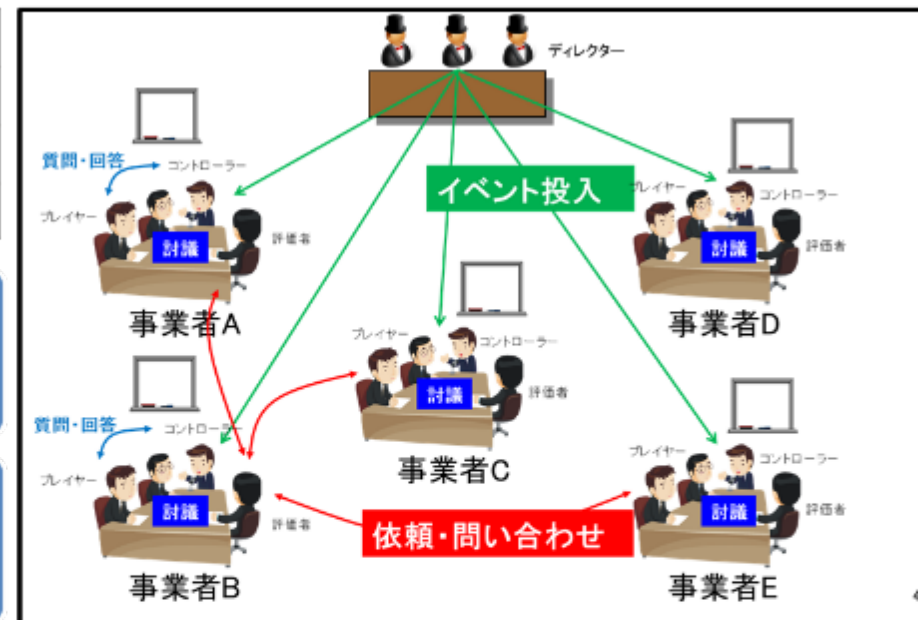 ディレクター
質問・回答
コントローラー
プレイヤー
討議
評価者
事業者A
イベント投入
プレイヤー
コントローラー
討議
評価者
事業者D
プレイヤー
コントローラー
討議
評価者
事業者C
質問・回答
コントローラー
プレイヤー
討議
評価者
事業者B
依頼・問い合わせ
プレイヤー
コントローラー
討議
評価者
事業者E